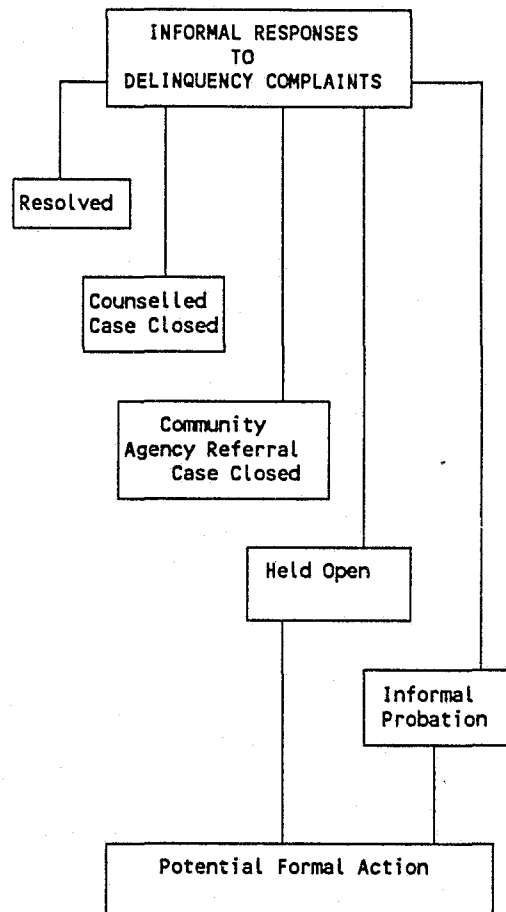 INFORMAL RESPONSES
TO
DELINQUENCY COMPLAINTS
Resolved
Counselled
Case Closed
Community
Agency Referral
Case Closed
Held Open
Informal
Probation
Potential Formal Action